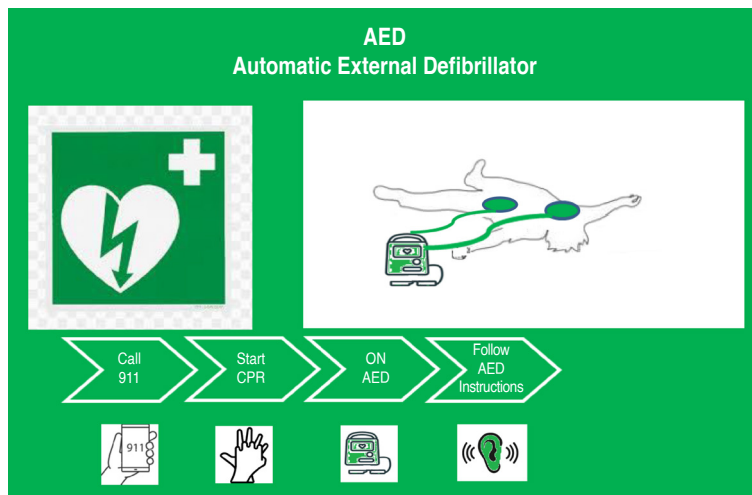 AED
Automatic External Defibrillator
Call
911
Start
CPR
ON
AED
Follow
AED
Instructions
911